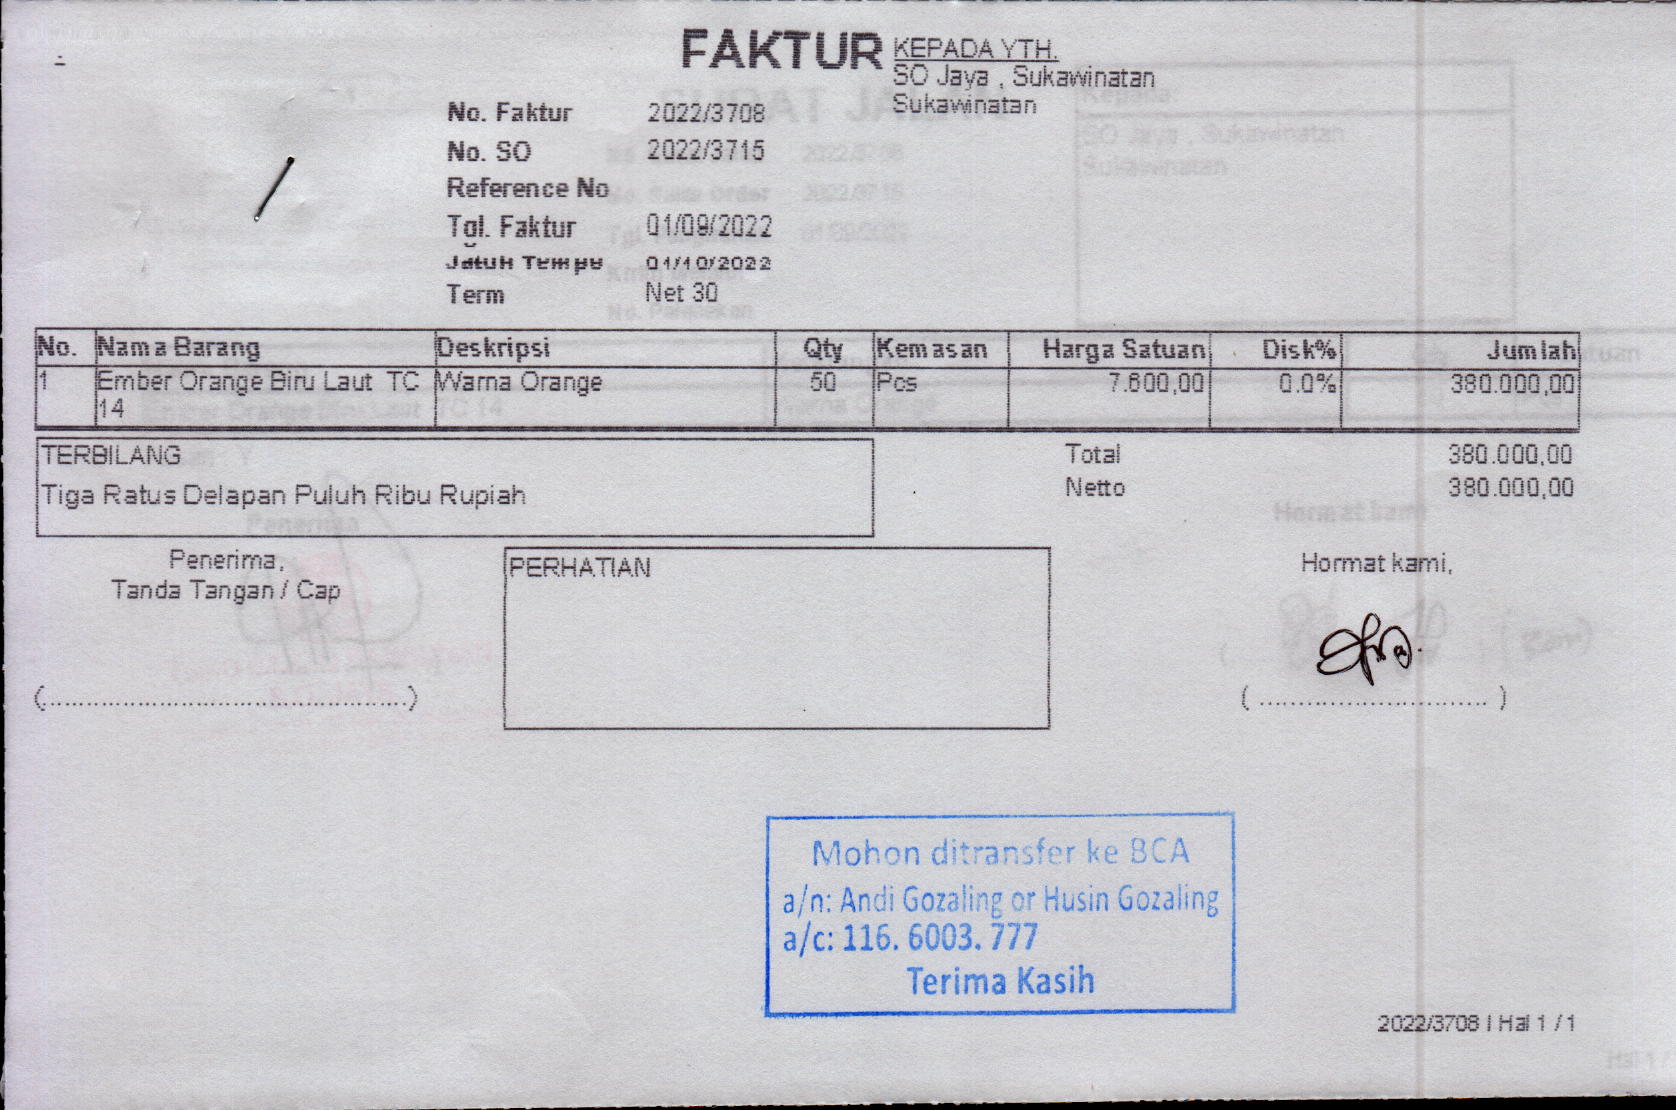 FAKTUR
KEPADA YTH.
SO Jaya , Sukawinatan
Sukawinatan
No. Faktur 2022/3708
No. SO 2022/3715
Reference No
Tgl. Faktur 01/09/2022
Jatuh Tempo 01/10/2022
Term Net 30
No. Nama Barang Deskripsi Qty Kemasan Harga Satuan Disk% Jumlah
1 Ember Orange Biru Laut TC Warna Orange 50 Pcs 7.600,00 0.0% 380.000,00
14
TERBILANG
Tiga Ratus Delapan Puluh Ribu Rupiah
Total 380.000,00
Netto 380.000,00
Penerima,
Tanda Tangan / Cap
(..................................................)
PERHATIAN
Hormat kami,
( .............................. )
Mohon ditransfer ke BCA
a/n: Andi Gozaling or Husin Gozaling
a/c: 116. 6003. 777
Terima Kasih
2022/3708 | Hal 1 / 1